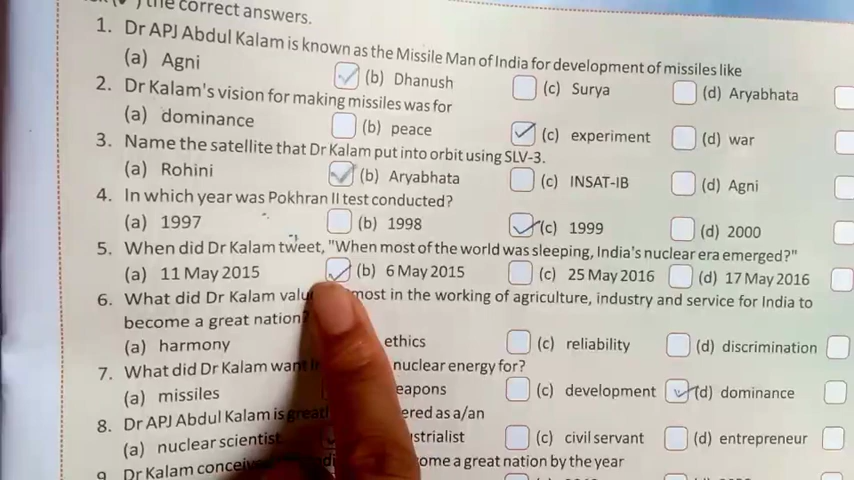 the correct answers.
1. Dr APJ Abdul Kalam is known as the Missile Man of India for development of missiles like
(a) Agni (b) Dhanush (c) Surya (d) Aryabhata
2. Dr Kalam's vision for making missiles was for
(a) dominance (b) peace (c) experiment (d) war
3. Name the satellite that Dr Kalam put into orbit using SLV-3.
(a) Rohini (b) Aryabhata (c) INSAT-IB (d) Agni
4. In which year was Pokhran II test conducted?
(a) 1997 (b) 1998 (c) 1999 (d) 2000
5. When did Dr Kalam tweet, "When most of the world was sleeping, India's nuclear era emerged?"
(a) 11 May 2015 (b) 6 May 2015 (c) 25 May 2016 (d) 17 May 2016
6. What did Dr Kalam most in the working of agriculture, industry and service for India to
become a great nation?
(a) harmony ethics (c) reliability (d) discrimination
7. What did Dr Kalam want nuclear energy for?
(a) missiles (c) development (d) dominance
8. Dr APJ Abdul Kalam is as a/an
(a) nuclear scientist (c) civil servant (d) entrepreneur
9 Dr Kalam a great nation by the year